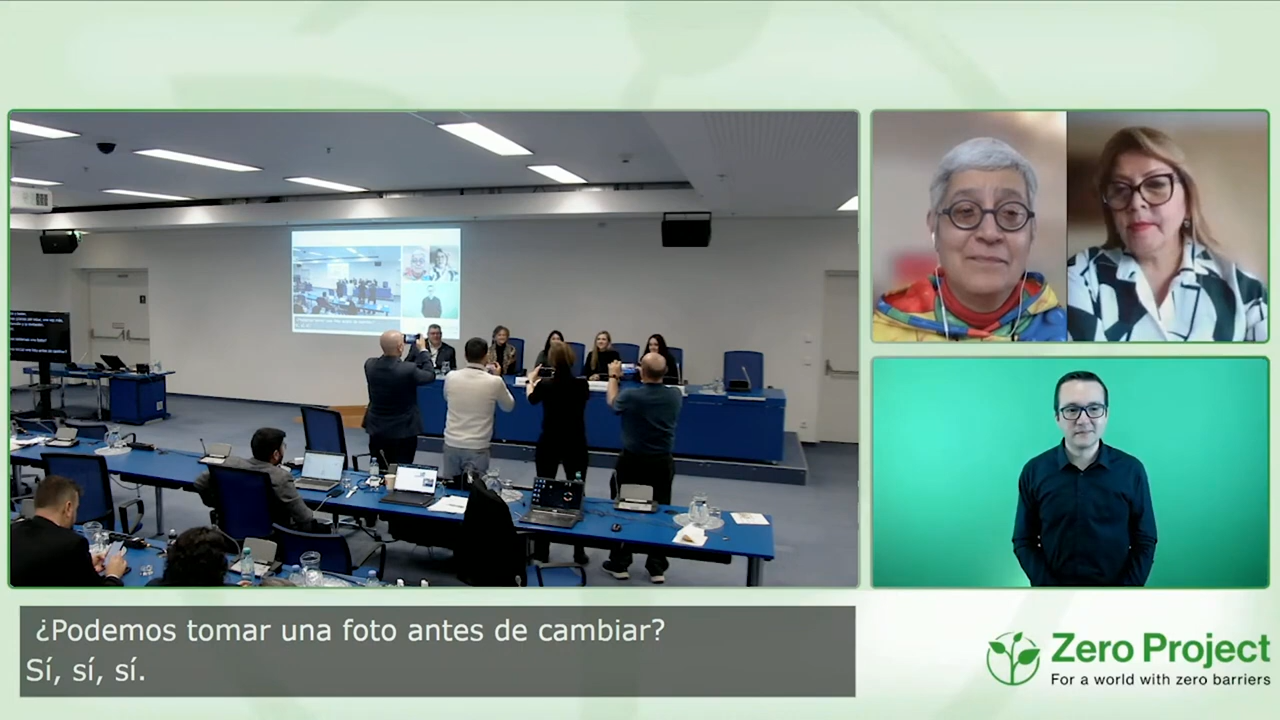 ¿Podemos tomar una foto antes de cambiar?
Sí, sí, sí.
Zero Project
For a world with zero barriers